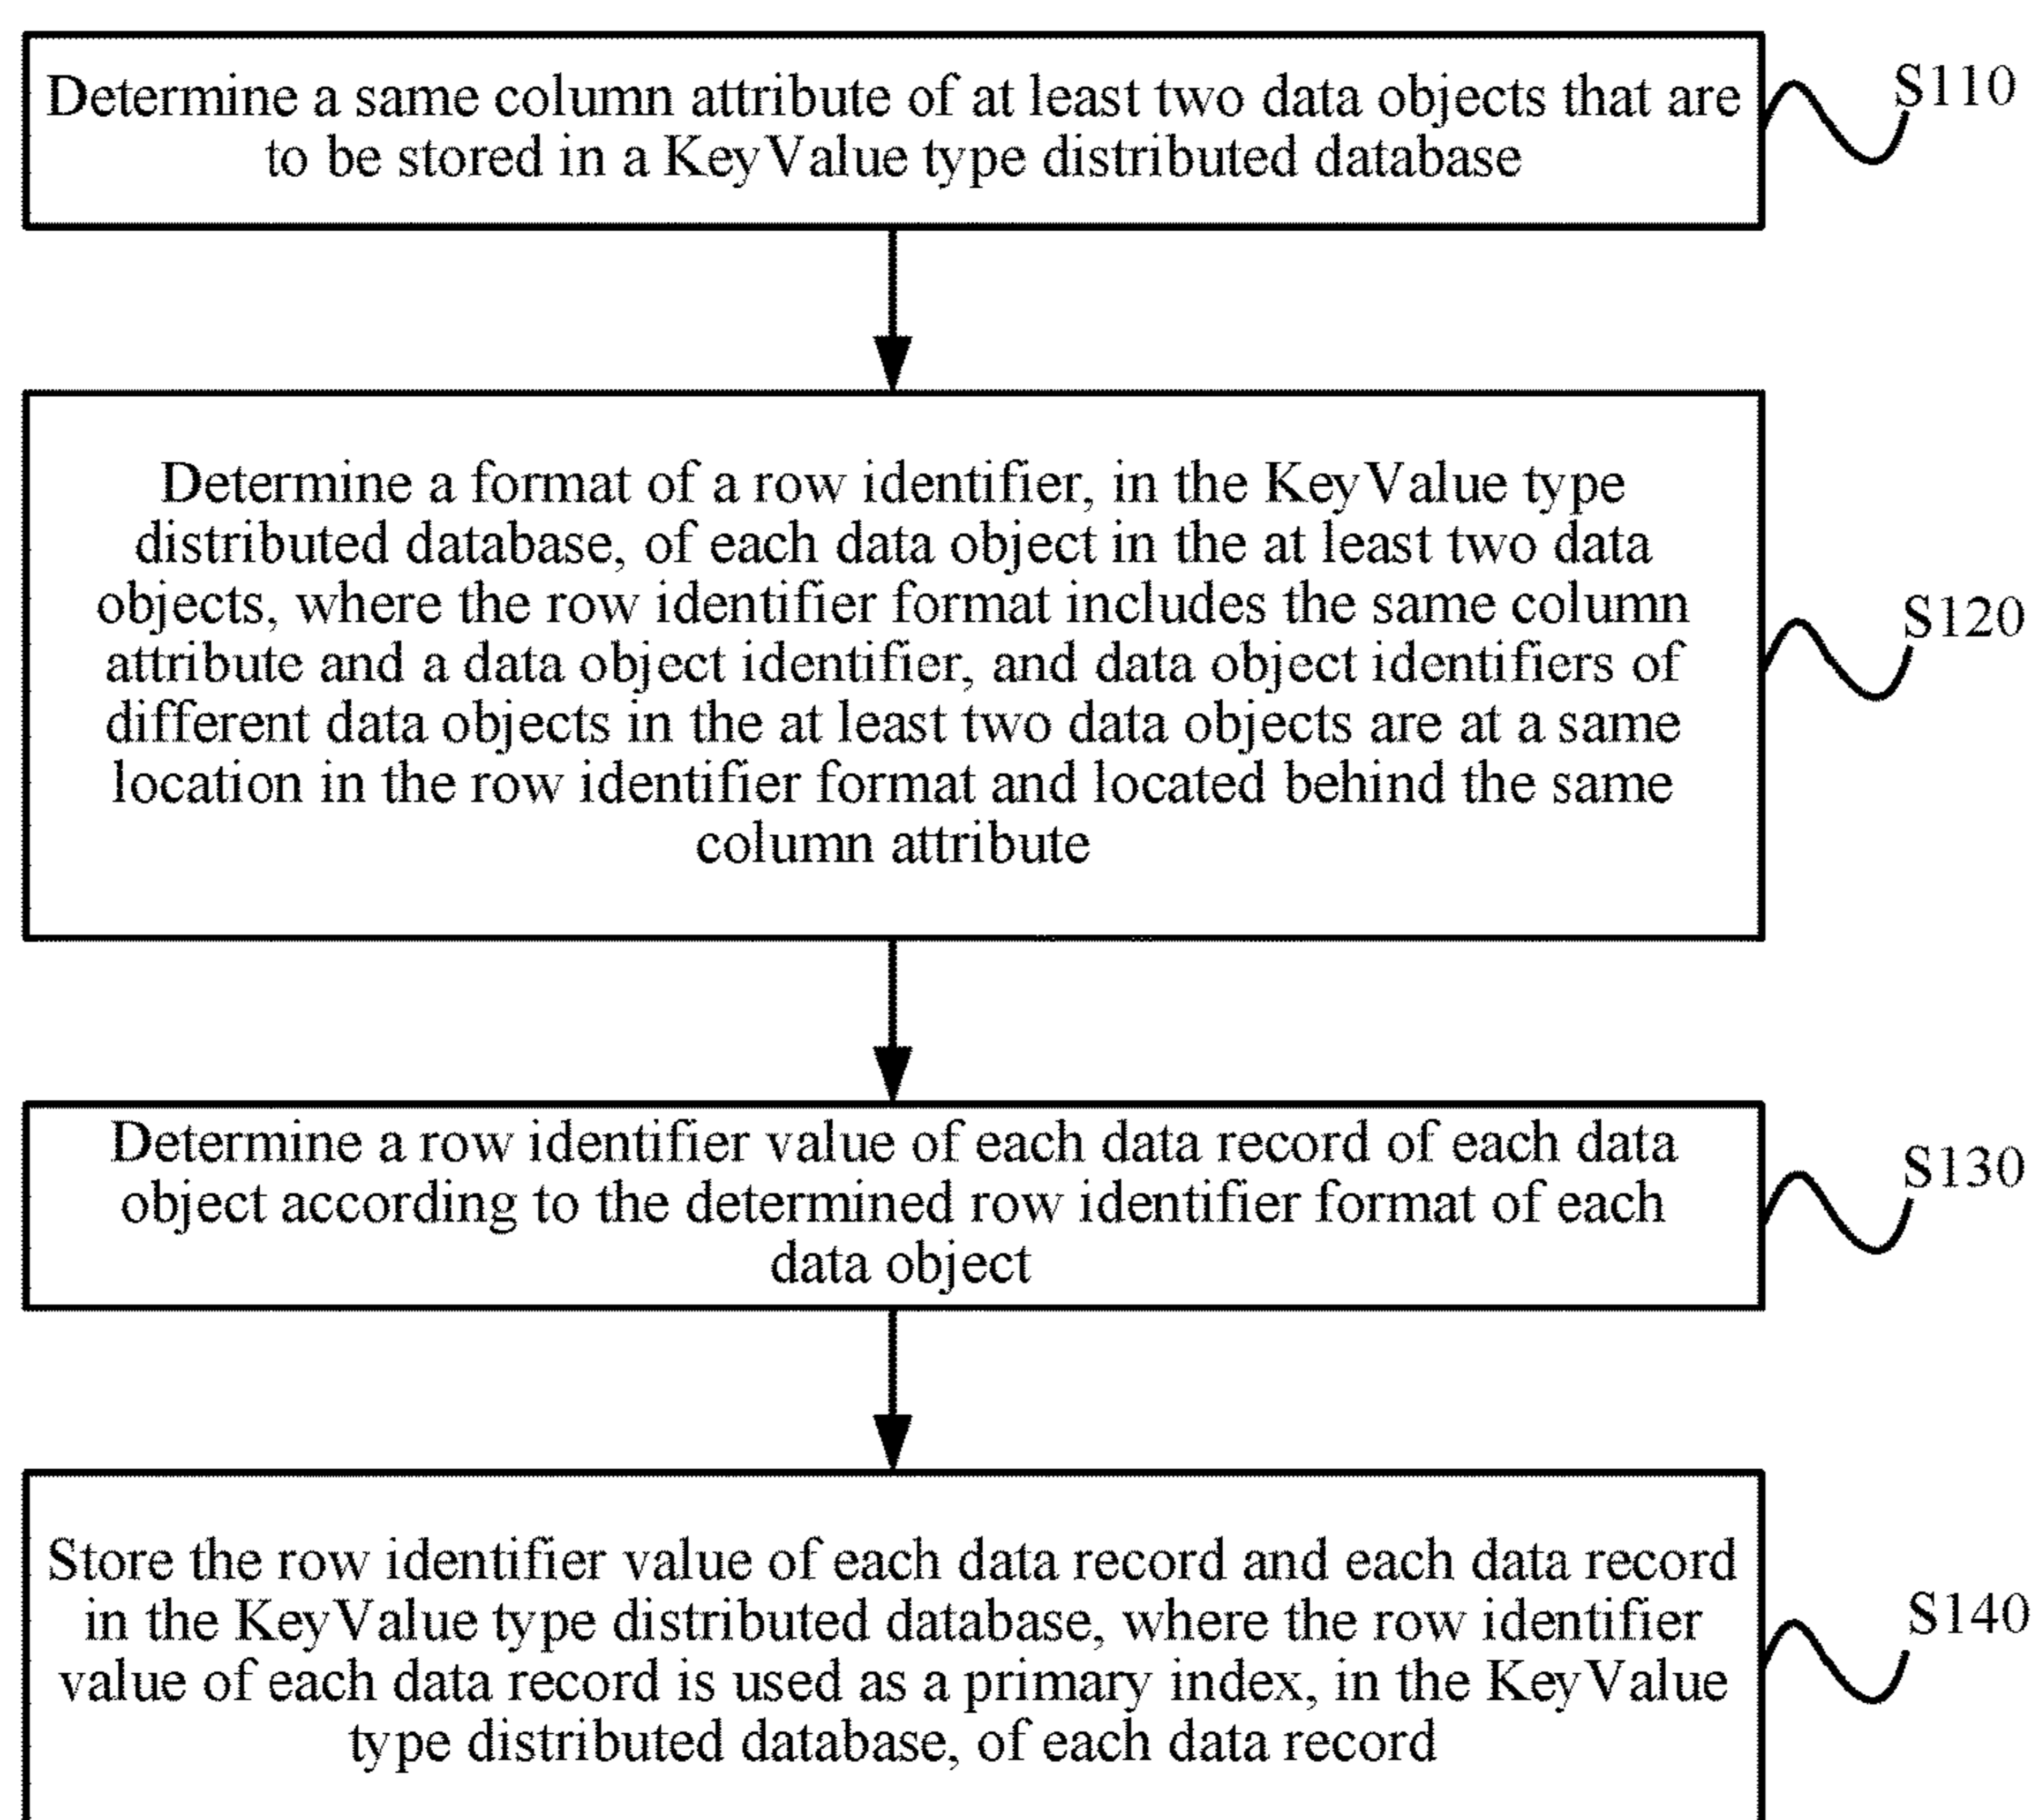 Determine a same column attribute of at least two data objects that are
to be stored in a KeyValue type distributed database
S110
Determine a format of a row identifier, in the KeyValue type
distributed database, of each data object in the at least two data
objects, where the row identifier format includes the same column
attribute and a data object identifier, and data object identifiers of
different data objects in the at least two data objects are at a same
location in the row identifier format and located behind the same
column attribute
S120
Determine a row identifier value of each data record of each data
object according to the determined row identifier format of each
data object
S130
Store the row identifier value of each data record and each data record
in the KeyValue type distributed database, where the row identifier
value of each data record is used as a primary index, in the KeyValue
type distributed database, of each data record
S140